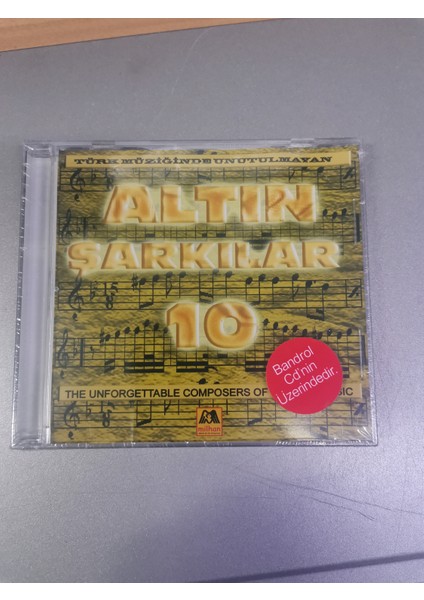 TÜRK MÜZİĞİNDE UNUTULMAYAN
ALTIN
ŞARKILAR
10
Bandrol
Cd'nin
Üzerindedir.
THE UNFORGETTABLE COMPOSERS OF